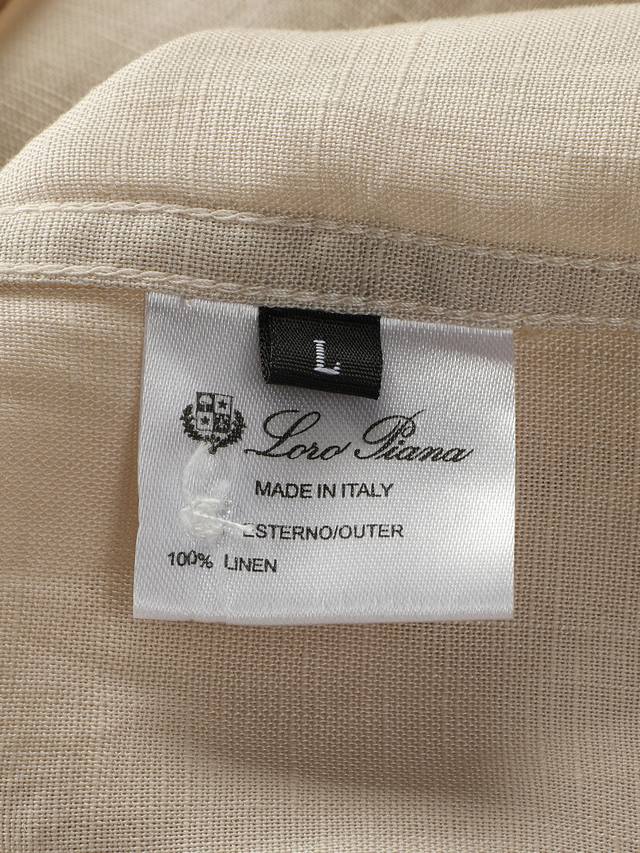 L
Loro Piana
MADE IN ITALY
ESTERNO/OUTER
100% LINEN